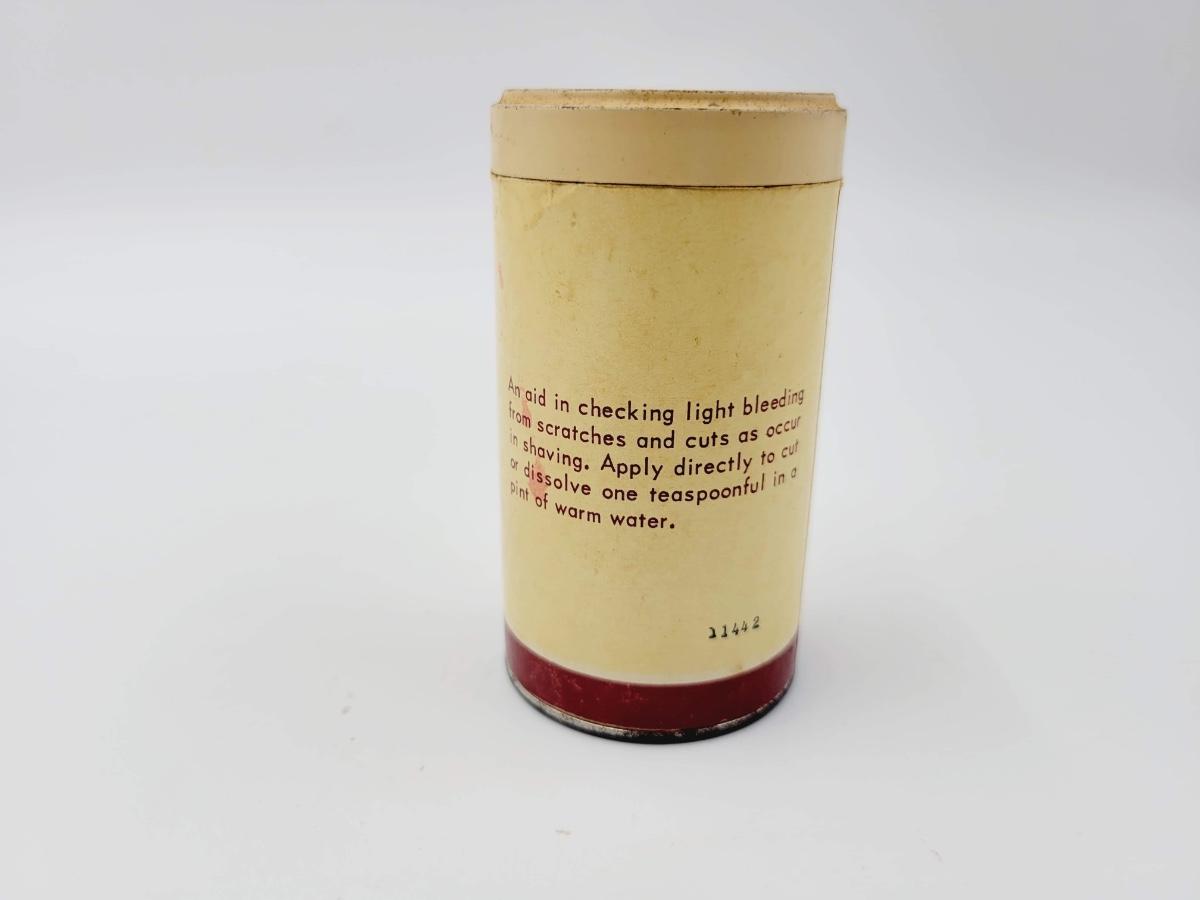 An aid in checking light bleeding
from scratches and cuts as occur
in shaving. Apply directly to cut
or dissolve one teaspoonful in a
pint of warm water.
11442